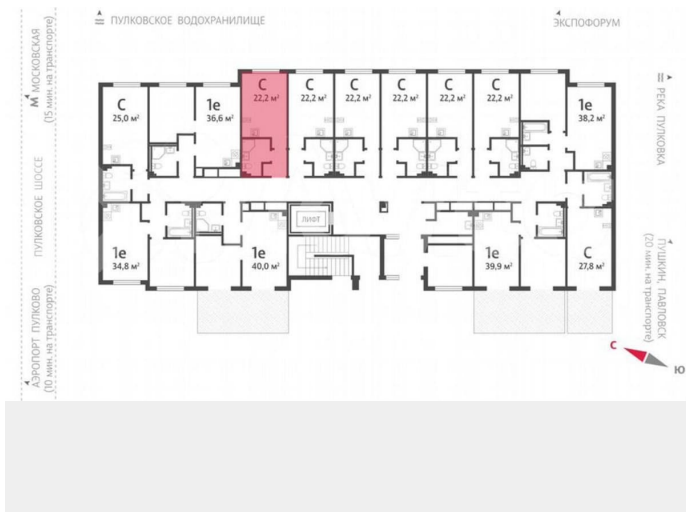 ПУЛКОВСКОЕ ВОДОХРАНИЛИЩЕ
ЭКСПОФОРУМ
М МОСКОВСКАЯ
(15 мин. на транспорте)
ПУЛКОВСКОЕ ШОССЕ
АЭРОПОРТ ПУЛКОВО
(10 мин. на транспорте)
РЕКА ПУЛКОВКА
ПУШКИН, ПАВЛОВСК
(20 мин. на транспорте)
С
25,0 м²
1е
36,6 м²
С
22,2 м²
С
22,2 м²
С
22,2 м²
С
22,2 м²
С
22,2 м²
С
22,2 м²
1е
38,2 м²
ЛИФТ
1е
34,8 м²
1е
40,0 м²
1е
39,9 м²
С
27,8 м²
С
Ю